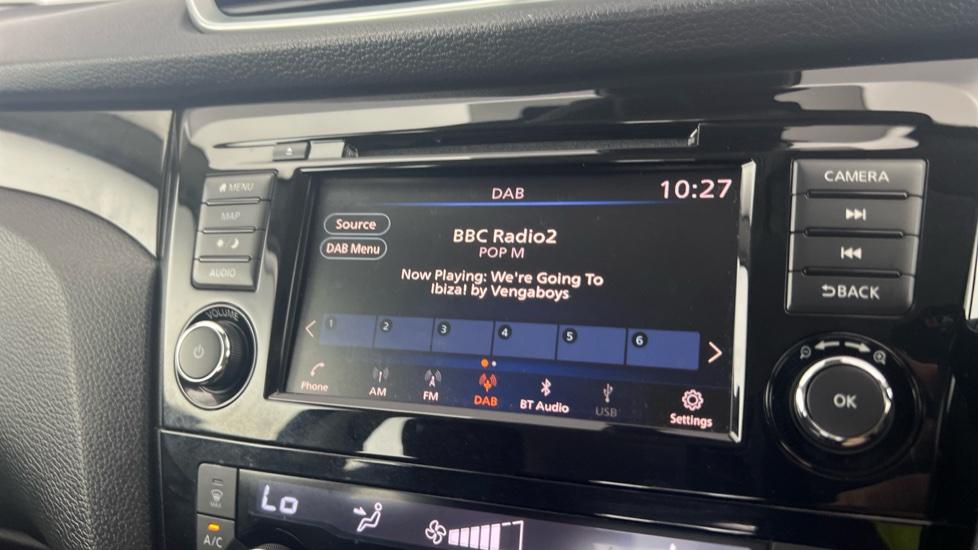 DAB
10:27
Source
DAB Menu
BBC Radio2
POP M
Now Playing: We're Going To
Ibiza! by Vengaboys
1 2 3 4 5 6
Phone
AM
FM
DAB
BT Audio
USB
Settings
MENU
MAP
AUDIO
VOLUME
CAMERA
BACK
OK
Lo
MAX
A/C